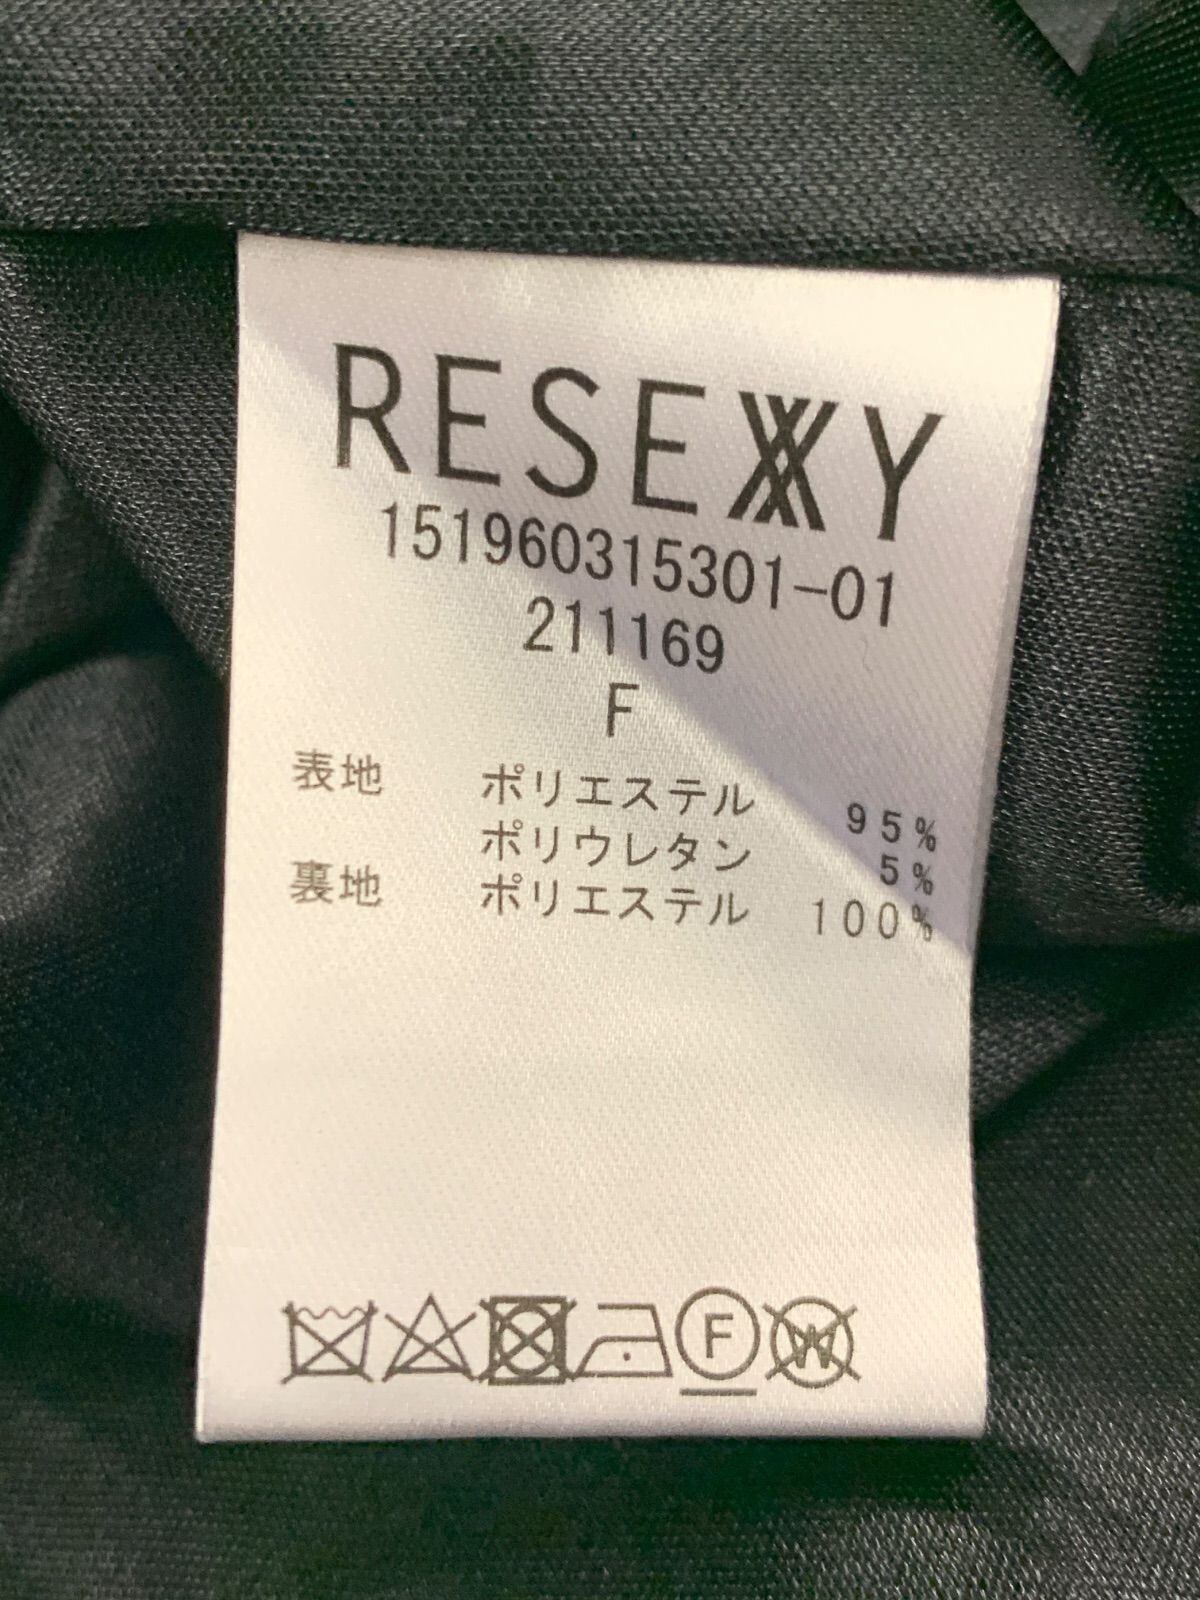 RESEXXY
151960315301-01
211169
F
表地 ポリエステル 95%
ポリウレタン 5%
裏地 ポリエステル 100%
F W